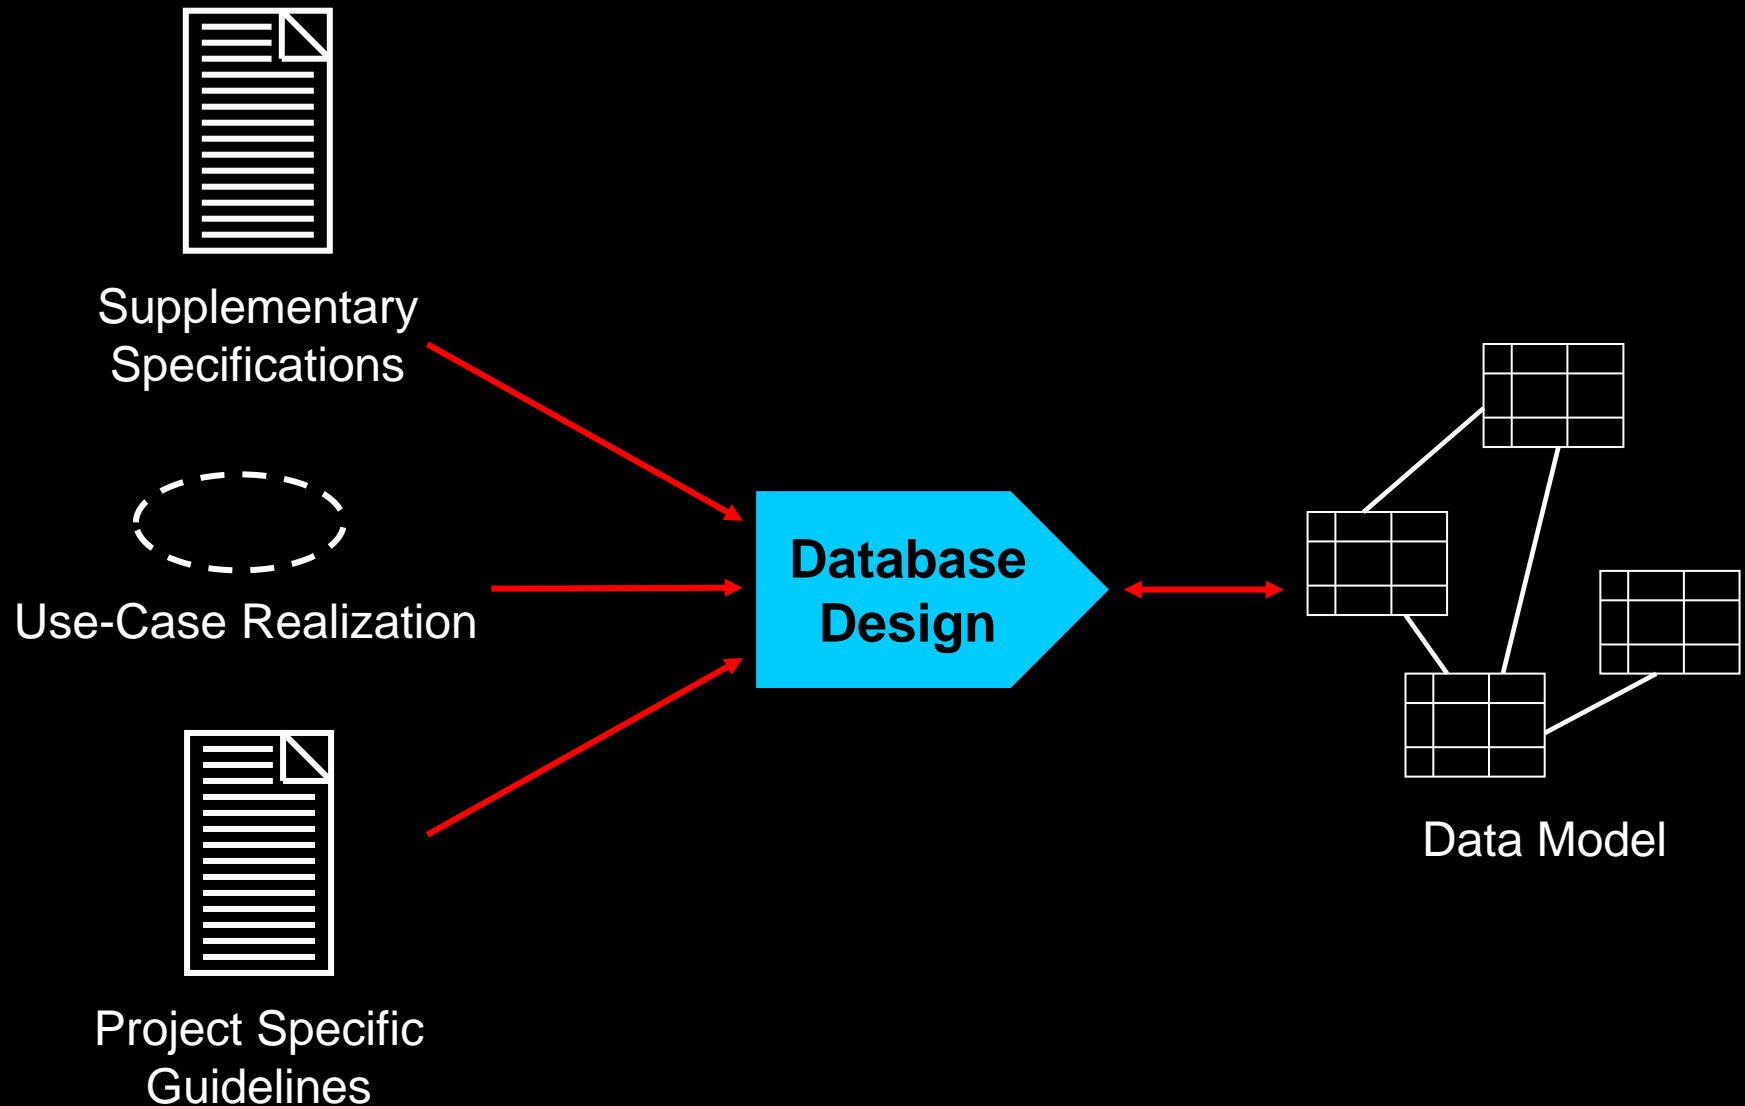 Supplementary
Specifications
Use-Case Realization
Project Specific
Guidelines
Database
Design
Data Model